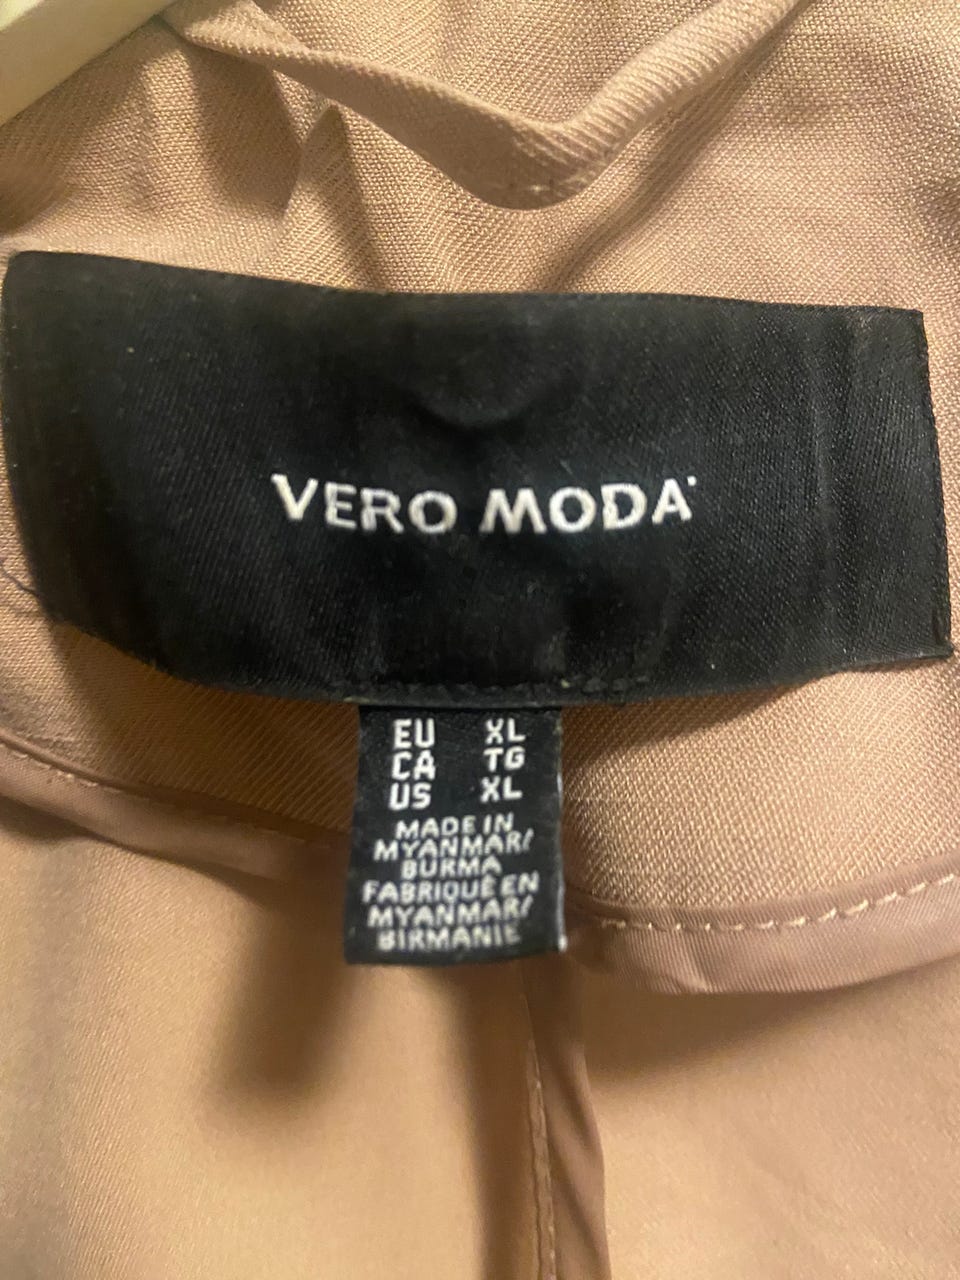 VERO MODA
EU XL
CA TG
US XL
MADE IN
MYANMAR/
BURMA
FABRIQUÉ EN
MYANMAR/
BIRMANIE